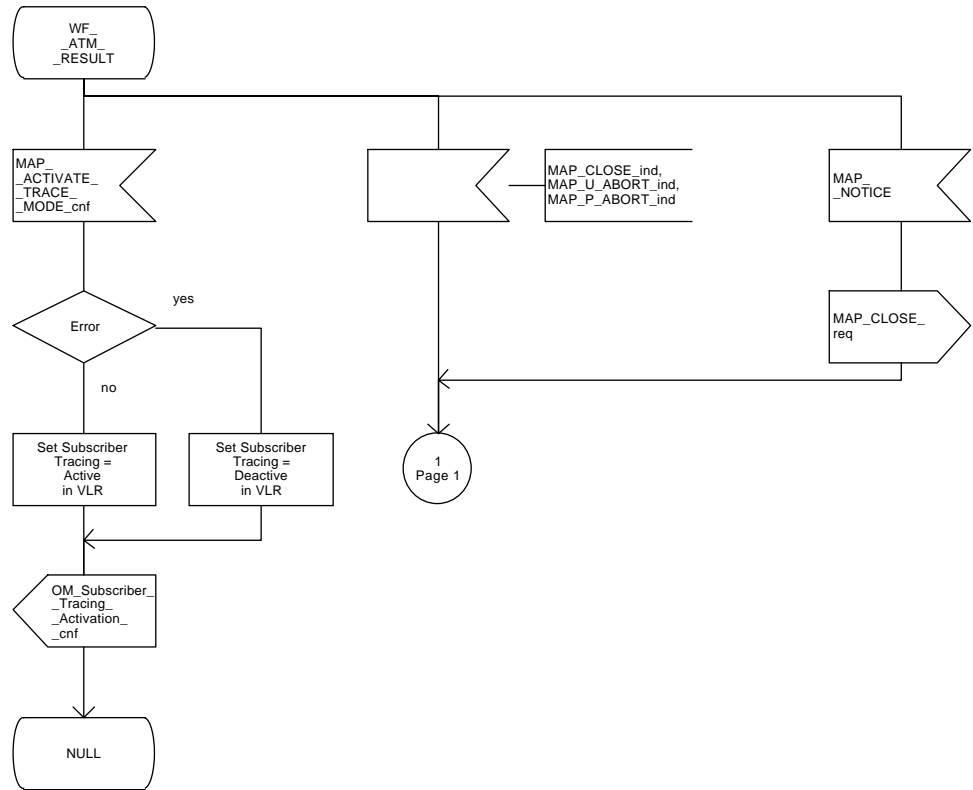 WF_
_ATM_
_RESULT
MAP_
_ACTIVATE_
_TRACE_
_MODE_cnf
MAP_CLOSE_ind,
MAP_U_ABORT_ind,
MAP_P_ABORT_ind
MAP_
_NOTICE
yes
Error
MAP_CLOSE_
req
no
Set Subscriber
Tracing =
Active
in VLR
Set Subscriber
Tracing =
Deactive
in VLR
1
Page 1
OM_Subscriber_
_Tracing_
_Activation_
_cnf
NULL